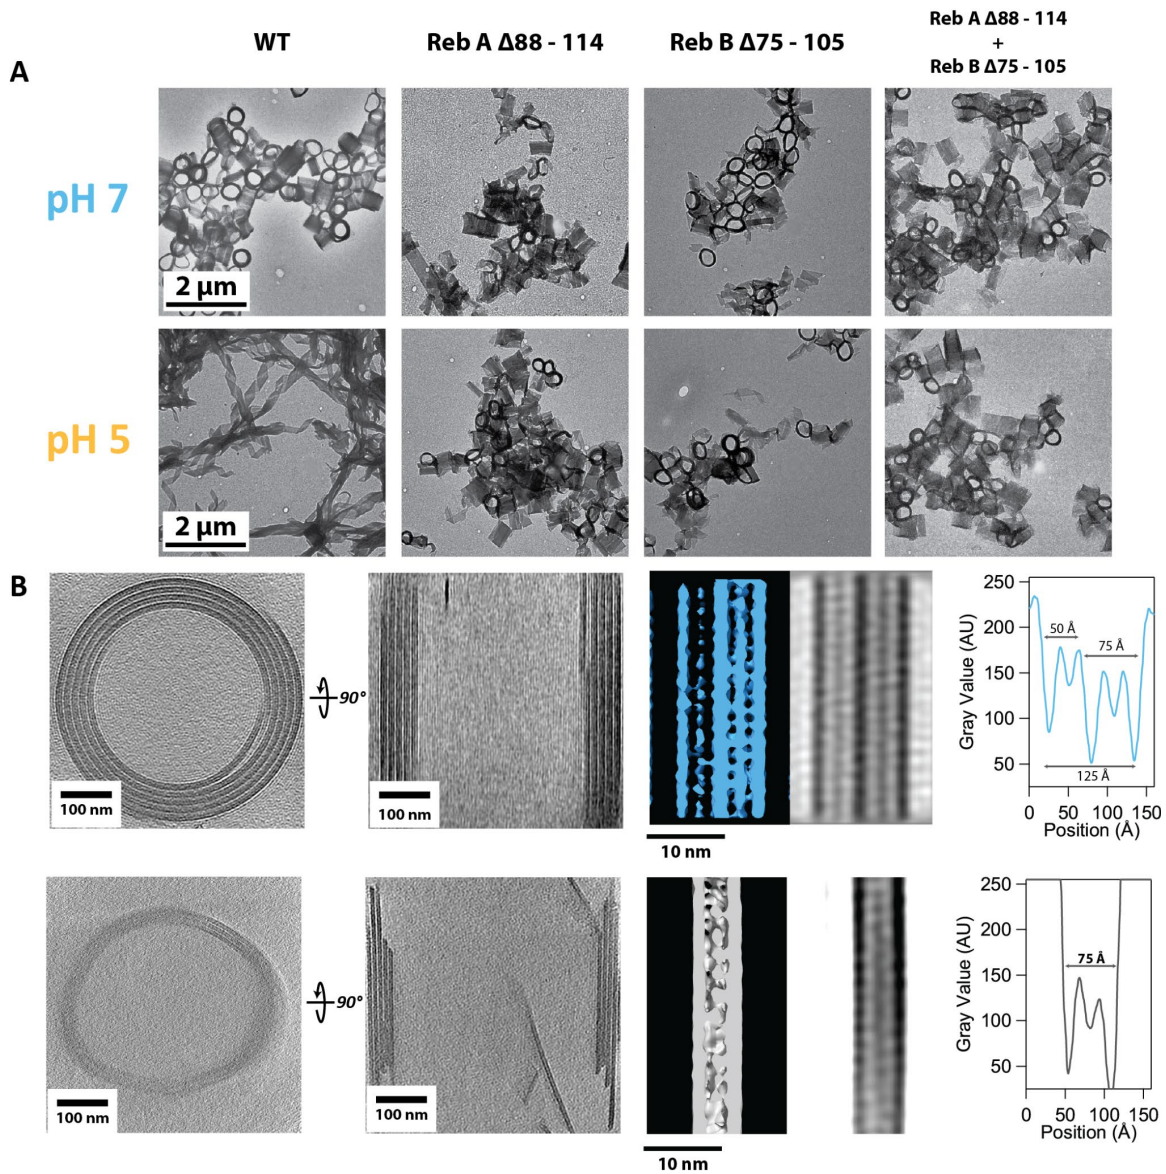 WT
Reb A Δ88 - 114
Reb B Δ75 - 105
Reb A Δ88 - 114
+
Reb B Δ75 - 105
A
pH 7
2 μm
pH 5
2 μm
B
100 nm
90°
100 nm
10 nm
250
200
150
100
50
Gray Value (AU)
50 Å
75 Å
125 Å
0 50 100 150
Position (Å)
100 nm
90°
100 nm
10 nm
250
200
150
100
50
Gray Value (AU)
75 Å
0 50 100 150
Position (Å)